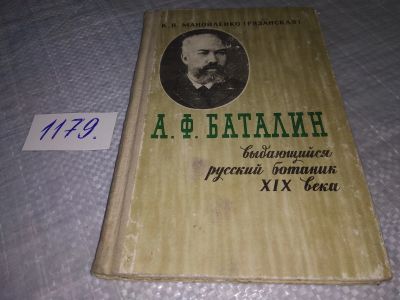 1179.
К. В. МАНОЙЛЕНКО (РЯЗАНСКАЯ)
А. Ф. БАТАЛИН
выдающийся
русский ботаник
XIX века